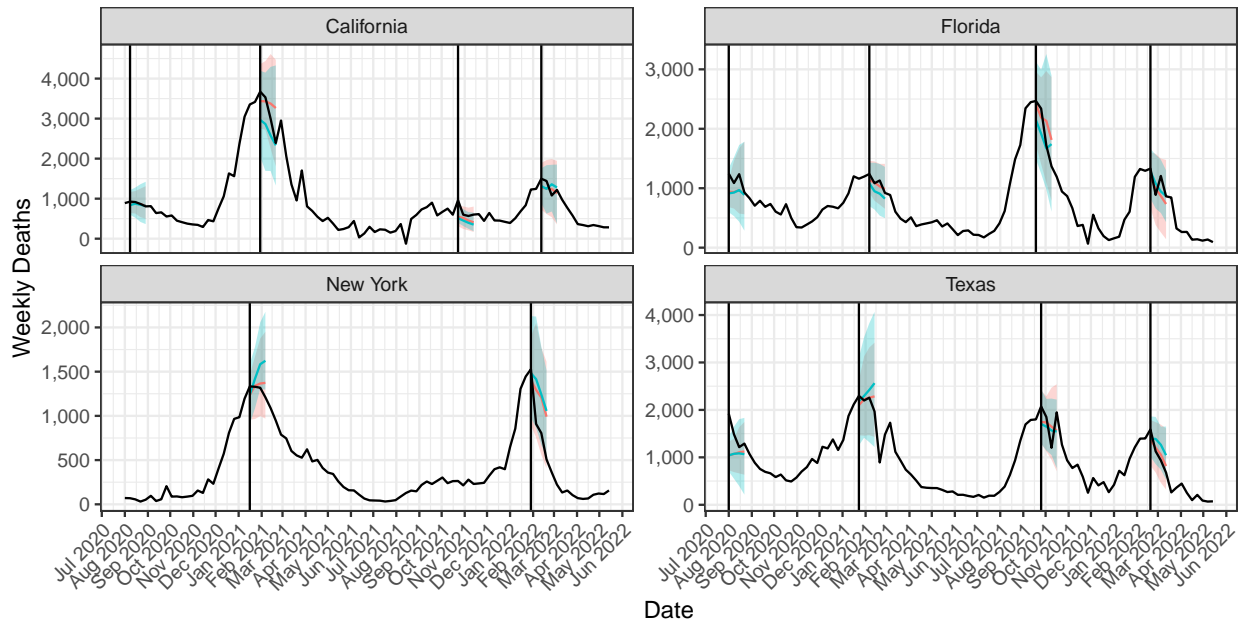 California
Florida
4,000
3,000
2,000
1,000
0
3,000
2,000
1,000
0
Weekly Deaths
New York
Texas
2,000
1,500
1,000
500
0
4,000
3,000
2,000
1,000
0
Jul 2020
Aug 2020
Sep 2020
Oct 2020
Nov 2020
Dec 2020
Jan 2021
Feb 2021
Mar 2021
Apr 2021
May 2021
Jun 2021
Jul 2021
Aug 2021
Sep 2021
Oct 2021
Nov 2021
Dec 2021
Jan 2022
Feb 2022
Mar 2022
Apr 2022
May 2022
Jun 2022
Jul 2020
Aug 2020
Sep 2020
Oct 2020
Nov 2020
Dec 2020
Jan 2021
Feb 2021
Mar 2021
Apr 2021
May 2021
Jun 2021
Jul 2021
Aug 2021
Sep 2021
Oct 2021
Nov 2021
Dec 2021
Jan 2022
Feb 2022
Mar 2022
Apr 2022
May 2022
Jun 2022
Date